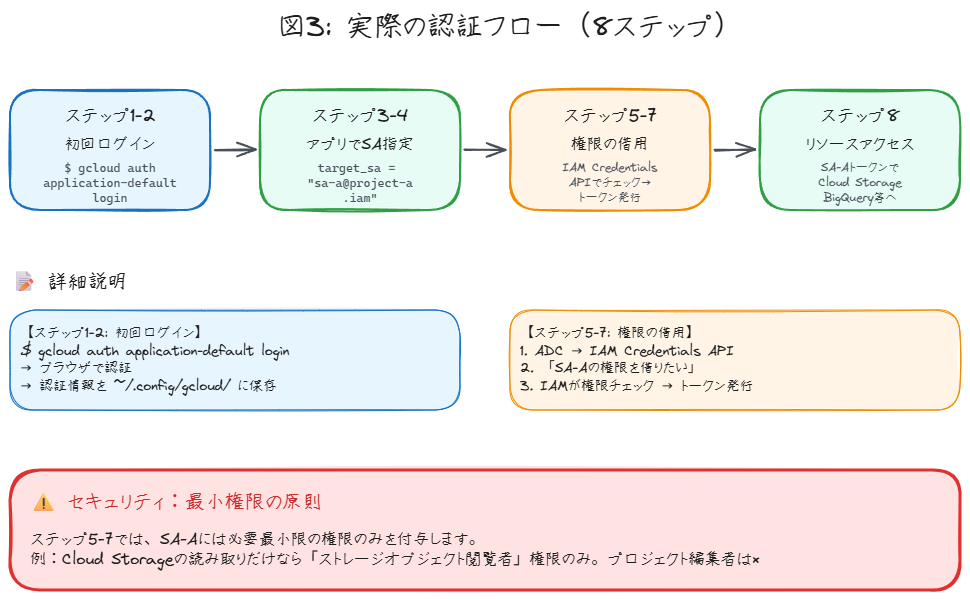 図3: 実際の認証フロー（8ステップ）
ステップ1-2
初回ログイン
$ gcloud auth
application-default
login
ステップ3-4
アプリでSA指定
target_sa =
"sa-a@project-a
.iam"
ステップ5-7
権限の借用
IAM Credentials
APIでチェック→
トークン発行
ステップ8
リソースアクセス
SA-Aトークンで
Cloud Storage
BigQuery等へ
📝 詳細説明
【ステップ1-2: 初回ログイン】
$ gcloud auth application-default login
→ ブラウザで認証
→ 認証情報を ~/.config/gcloud/ に保存
【ステップ5-7: 権限の借用】
1. ADC → IAM Credentials API
2. 「SA-Aの権限を借りたい」
3. IAMが権限チェック → トークン発行
⚠️ セキュリティ：最小権限の原則
ステップ5-7では、SA-Aには必要最小限の権限のみを付与します。
例：Cloud Storageの読み取りだけなら「ストレージオブジェクト閲覧者」権限のみ。プロジェクト編集者は×